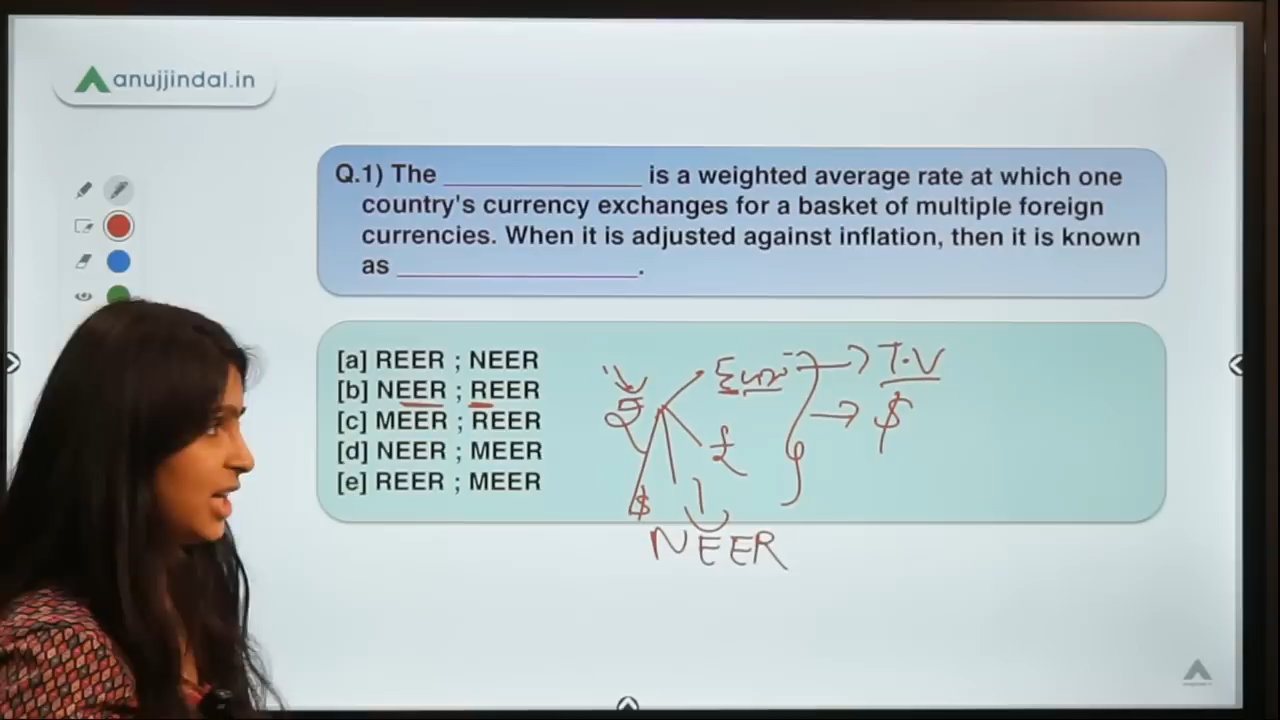 anujjindal.in
Q.1) The ______________ is a weighted average rate at which one
country's currency exchanges for a basket of multiple foreign
currencies. When it is adjusted against inflation, then it is known
as _________________.
[a] REER ; NEER
[b] NEER ; REER
[c] MEER ; REER
[d] NEER ; MEER
[e] REER ; MEER
T.V
$
£
$
NEER